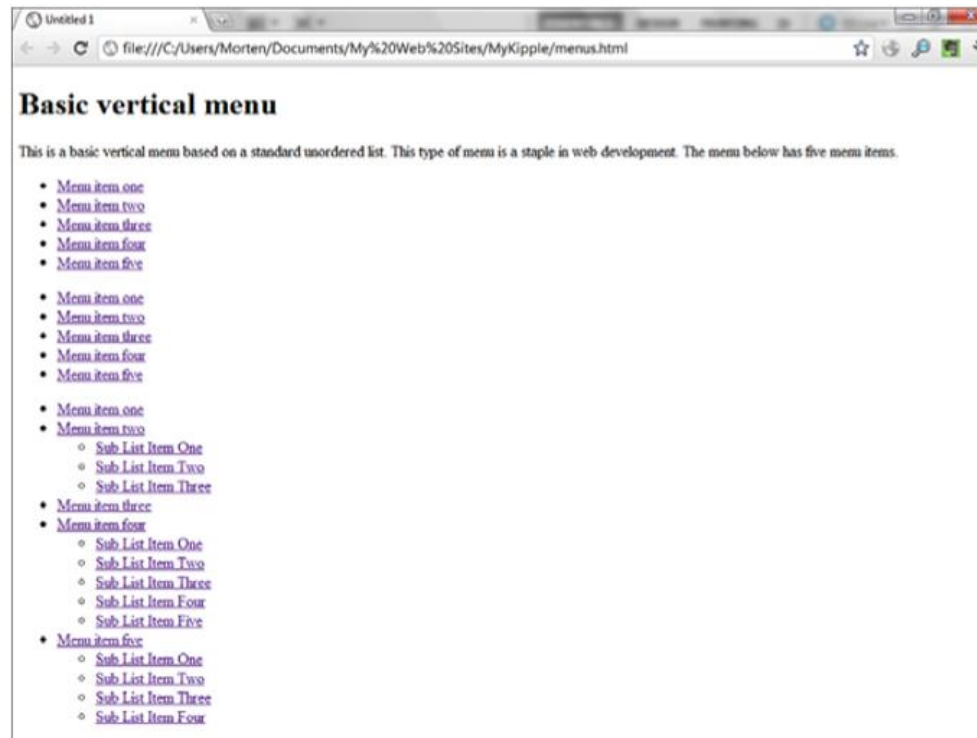 Untitled 1
file:///C:/Users/Morten/Documents/My%20Web%20Sites/MyKipple/menus.html
Basic vertical menu
This is a basic vertical menu based on a standard unordered list. This type of menu is a staple in web development. The menu below has five menu items.
Menu item one
Menu item two
Menu item three
Menu item four
Menu item five
Menu item one
Menu item two
Menu item three
Menu item four
Menu item five
Menu item one
Menu item two
Sub List Item One
Sub List Item Two
Sub List Item Three
Menu item three
Menu item four
Sub List Item One
Sub List Item Two
Sub List Item Three
Sub List Item Four
Sub List Item Five
Menu item five
Sub List Item One
Sub List Item Two
Sub List Item Three
Sub List Item Four